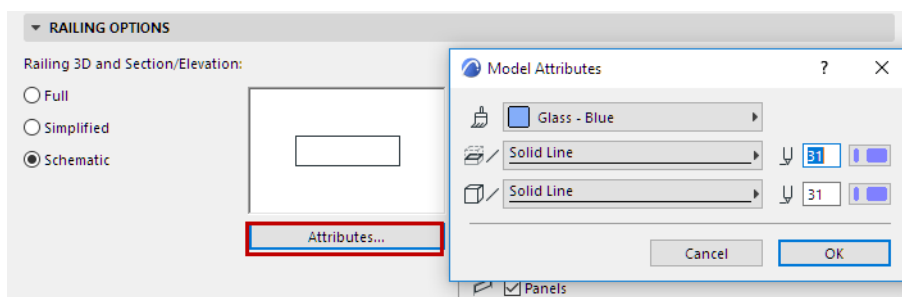 RAILING OPTIONS
Railing 3D and Section/Elevation:
Full
Simplified
Schematic
Attributes...
Model Attributes
? X
Glass - Blue
Solid Line 31
Solid Line 31
Cancel OK
Panels